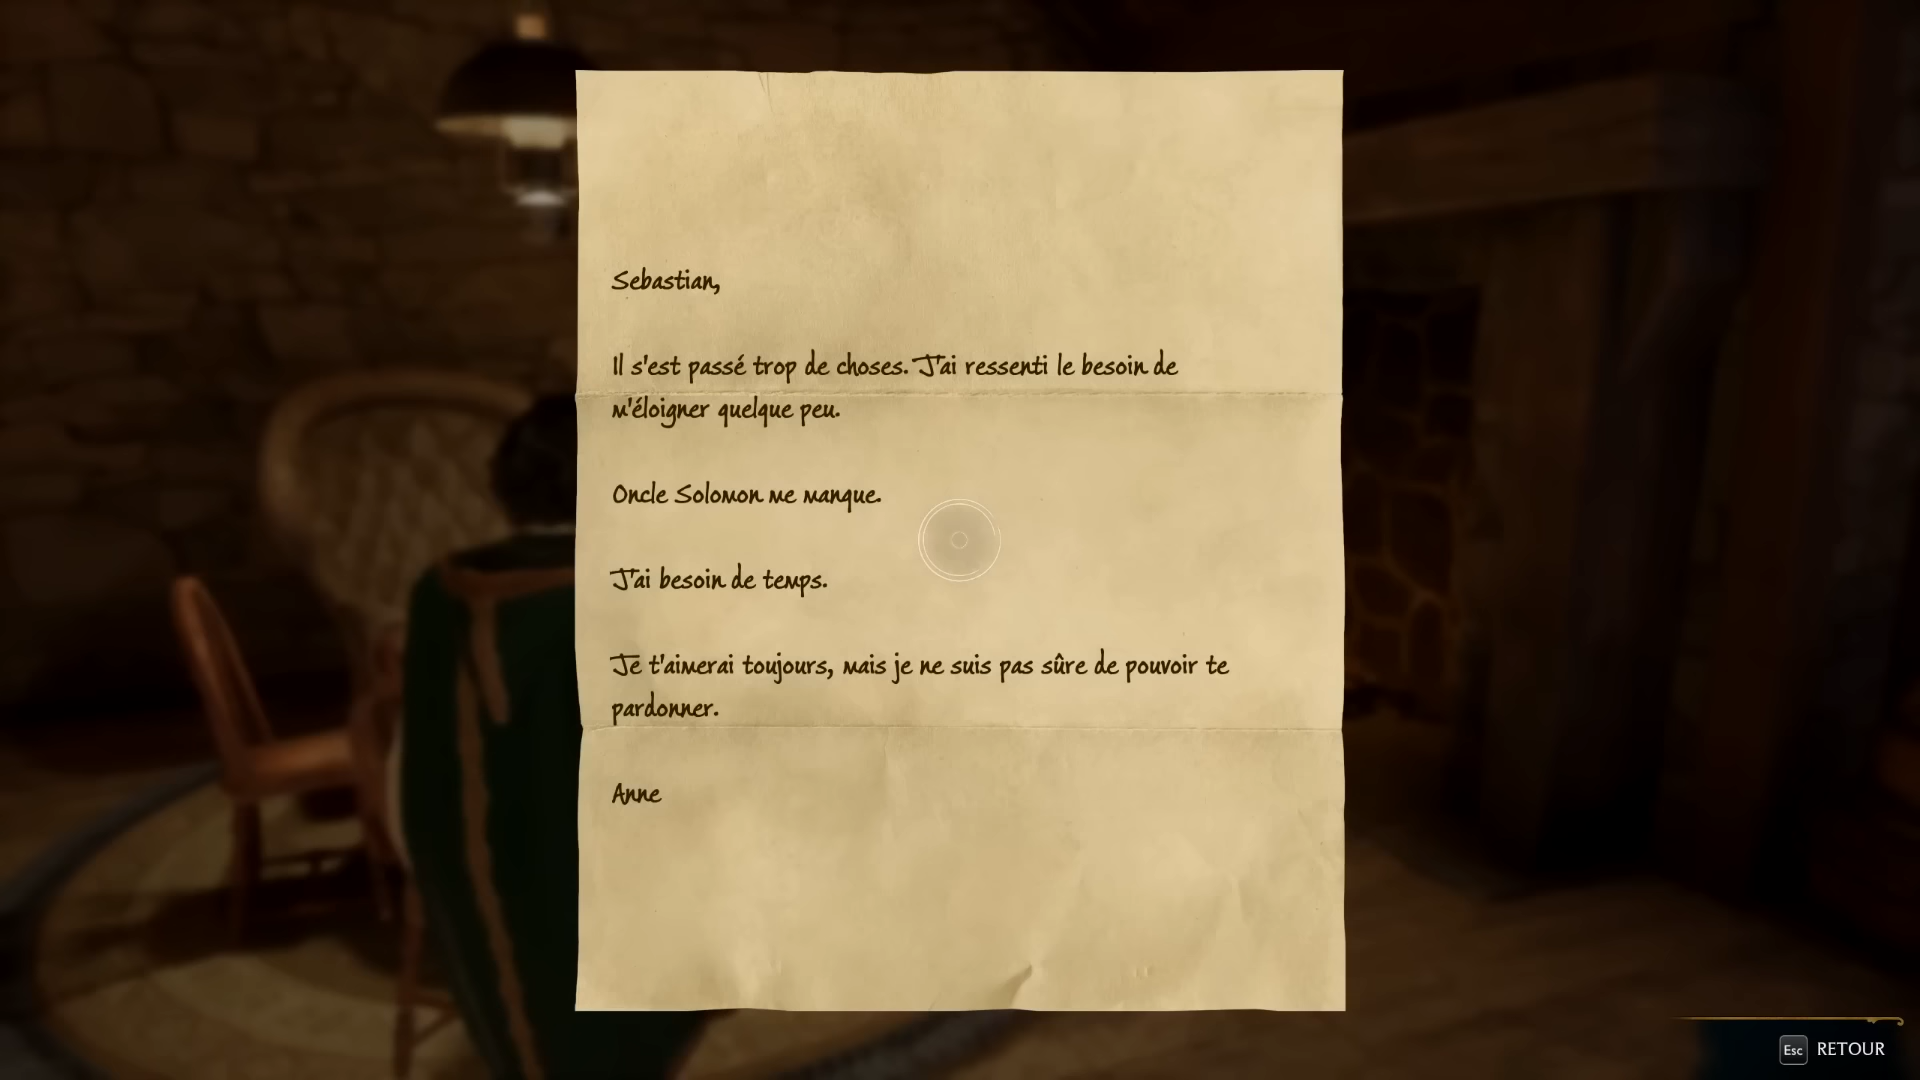 Sebastian,
Il s'est passé trop de choses. J'ai ressenti le besoin de
m'éloigner quelque peu.
Oncle Solomon me manque.
J'ai besoin de temps.
Je t'aimerai toujours, mais je ne suis pas sûre de pouvoir te
pardonner.
Anne
Esc RETOUR